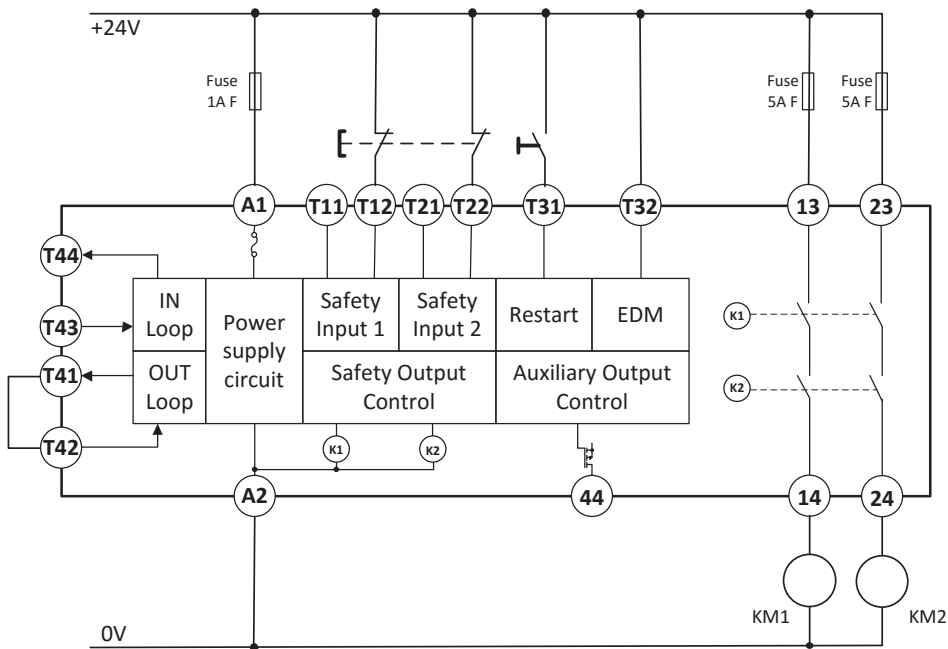 +24V
Fuse
1A F
Fuse
5A F
Fuse
5A F
A1
T11
T12
T21
T22
T31
T32
13
23
T44
T43
T41
T42
IN
Loop
OUT
Loop
Power
supply
circuit
Safety
Input 1
Safety
Input 2
Restart
EDM
Safety Output
Control
Auxiliary Output
Control
K1
K2
K1
K2
A2
44
14
24
KM1
KM2
0V